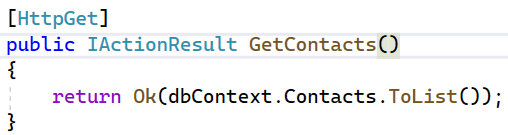 [HttpGet]
public IActionResult GetContacts()
{
    return Ok(dbContext.Contacts.ToList());
}